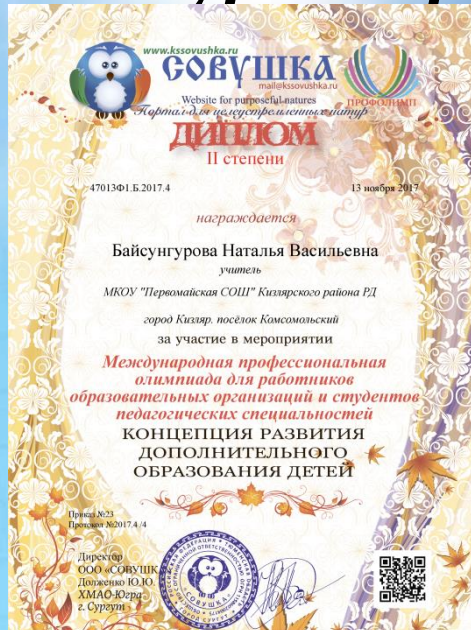 www.kssovushka.ru
СОВУШКА
mail@kssovushka.ru
Website for purposeful natures
Портал для целеустремленных натур
ПРОФОЛИМП
ДИПЛОМ
II степени
47013Ф1.Б.2017.4
13 ноября 2017
награждается
Байсунгурова Наталья Васильевна
учитель
МКОУ "Первомайская СОШ" Кизлярского района РД
город Кизляр. посёлок Комсомольский
за участие в мероприятии
Международная профессиональная
олимпиада для работников
образовательных организаций и студентов
педагогических специальностей
КОНЦЕПЦИЯ РАЗВИТИЯ
ДОПОЛНИТЕЛЬНОГО
ОБРАЗОВАНИЯ ДЕТЕЙ
Приказ №23
Протокол №2017.4 /4
Директор
ООО «СОВУШК
Долженко Ю.Ю.
ХМАО-Югра
г. Сургут
СОВУШКА